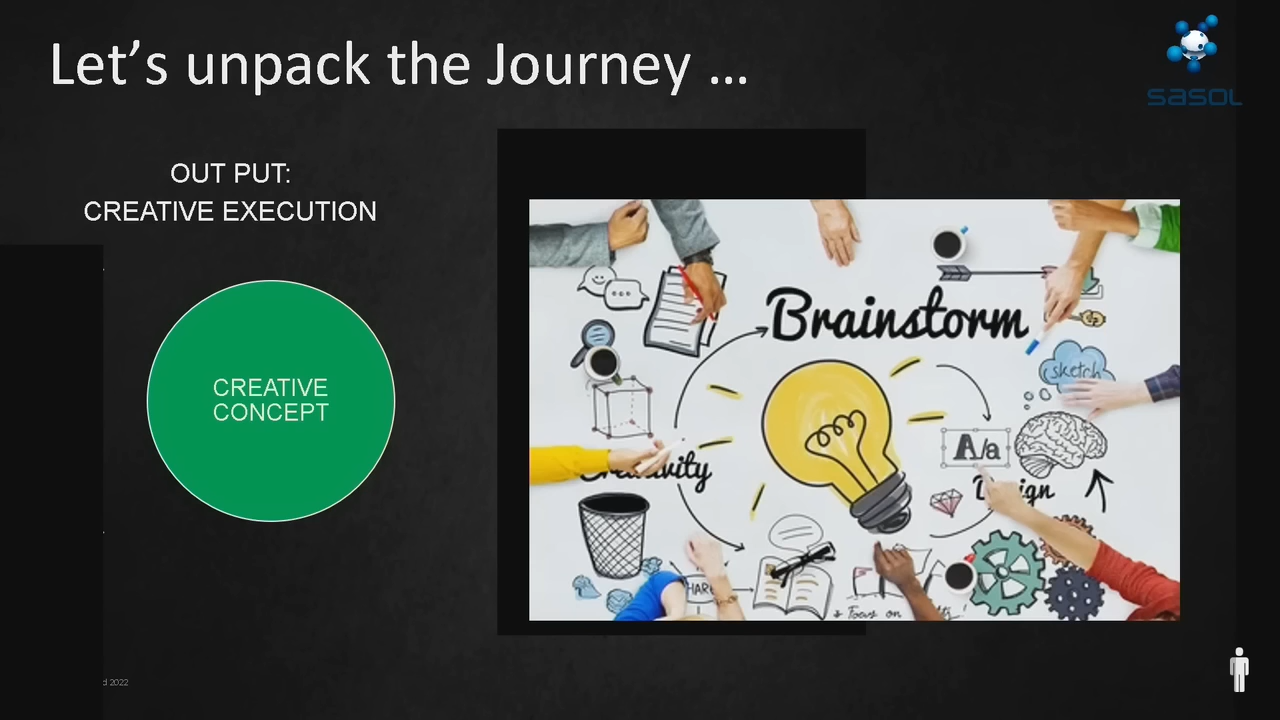 Let’s unpack the Journey ...
sasol
OUT PUT:
CREATIVE EXECUTION
CREATIVE
CONCEPT
Brainstorm
sketch
A/a
2022